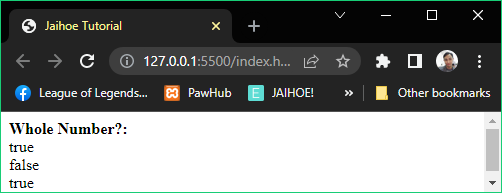 Jaihoe Tutorial
127.0.0.1:5500/index.h...
League of Legends...
PawHub
JAIHOE!
Other bookmarks
Whole Number?:
true
false
true